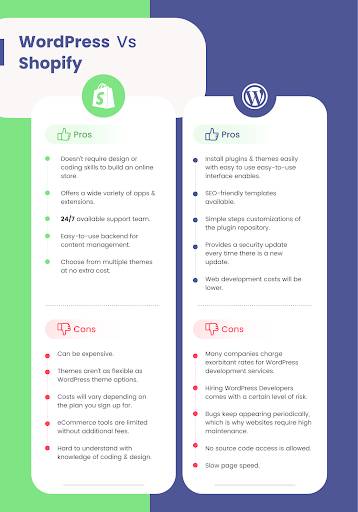 WordPress Vs
Shopify
Pros
Doesn't require design or
coding skills to build an online
store.
Offers a wide variety of apps &
extensions.
24/7 available support team.
Easy-to-use backend for
content management.
Choose from multiple themes
at no extra cost.
Cons
Can be expensive.
Themes aren't as flexible as
WordPress theme options.
Costs will vary depending on
the plan you sign up for.
eCommerce tools are limited
without additional fees.
Hard to understand with
knowledge of coding & design.
Pros
Install plugins & themes easily
with easy to use easy-to-use
interface enables.
SEO-friendly templates
available.
Simple steps customizations of
the plugin repository.
Provides a security update
every time there is a new
update.
Web development costs will be
lower.
Cons
Many companies charge
exorbitant rates for WordPress
development services.
Hiring WordPress Developers
comes with a certain level of risk.
Bugs keep appearing periodically,
which is why websites require high
maintenance.
No source code access is allowed.
Slow page speed.